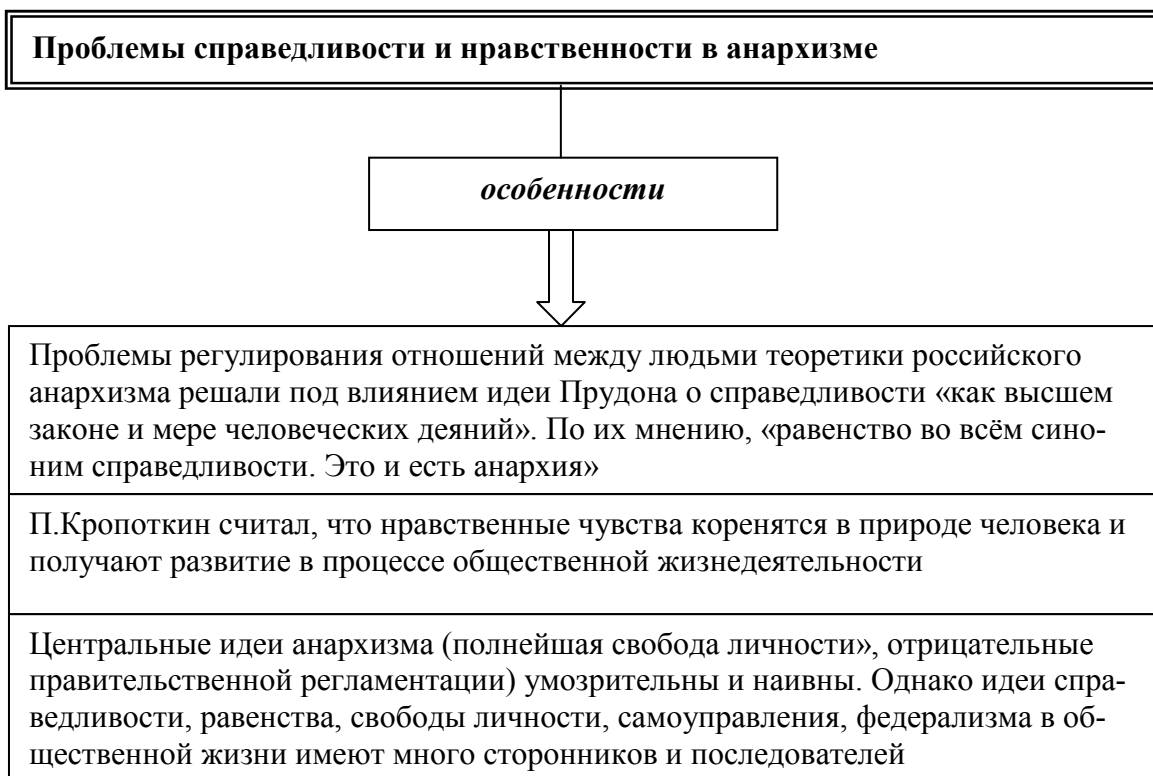 Проблемы справедливости и нравственности в анархизме
особенности
Проблемы регулирования отношений между людьми теоретики российского
анархизма решали под влиянием идеи Прудона о справедливости «как высшем
законе и мере человеческих деяний». По их мнению, «равенство во всём сино-
ним справедливости. Это и есть анархия»
П.Кропоткин считал, что нравственные чувства коренятся в природе человека и
получают развитие в процессе общественной жизнедеятельности
Центральные идеи анархизма (полнейшая свобода личности», отрицательные
правительственной регламентации) умозрительны и наивны. Однако идеи спра-
ведливости, равенства, свободы личности, самоуправления, федерализма в об-
щественной жизни имеют много сторонников и последователей